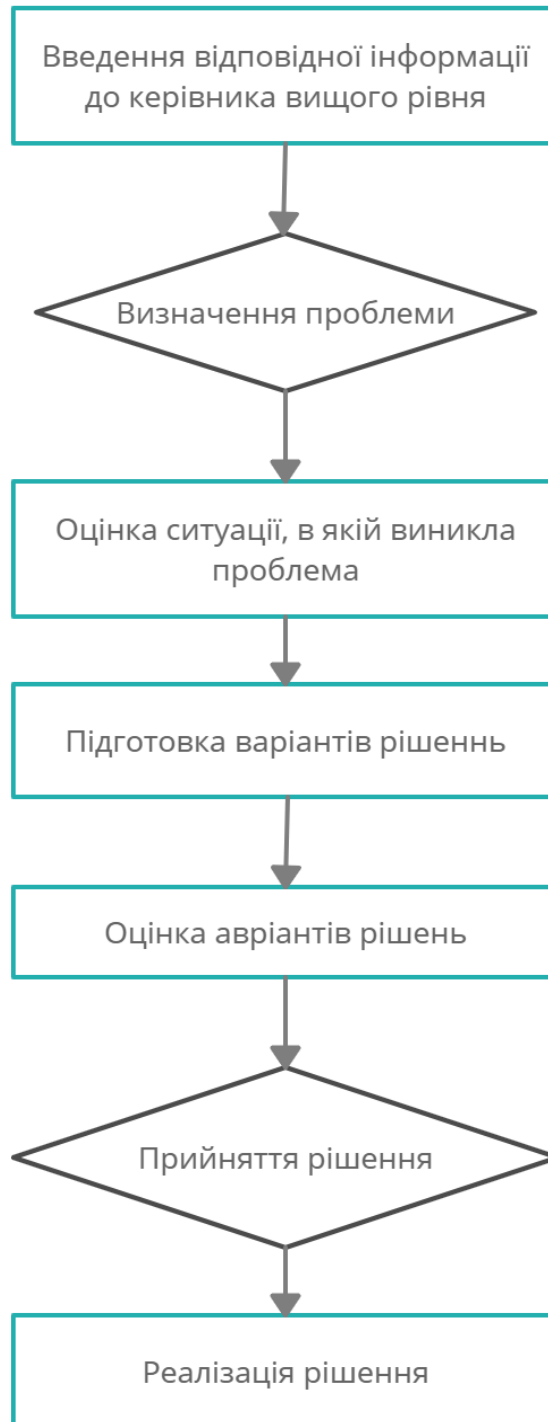 Введення відповідної інформації
до керівника вищого рівня
Визначення проблеми
Оцінка ситуації, в якій виникла
проблема
Підготовка варіантів рішеннь
Оцінка авріантів рішень
Прийняття рішення
Реалізація рішення